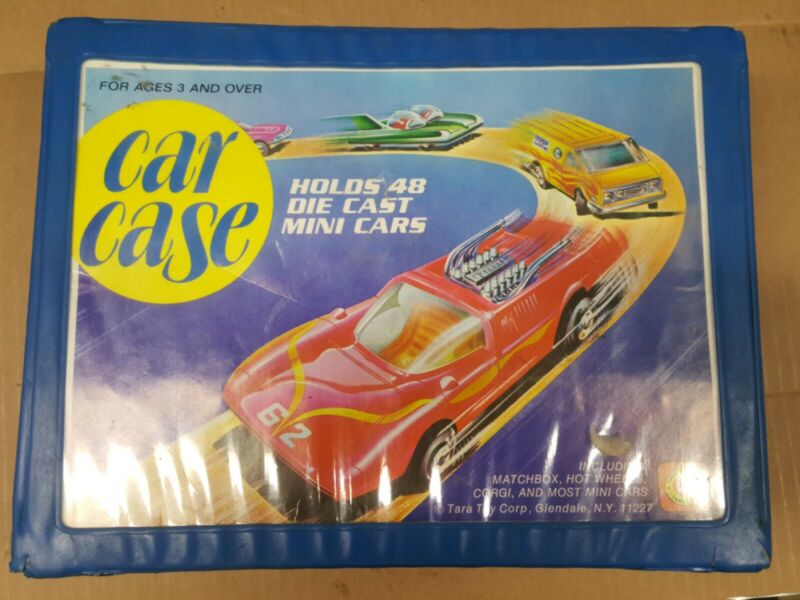 FOR AGES 3 AND OVER
car
case
HOLDS 48
DIE CAST
MINI CARS
62
INCLUDING
MATCHBOX, HOT WHEELS,
CORGI, AND MOST MINI CARS
© Tara Toy Corp, Glendale, N.Y. 11227